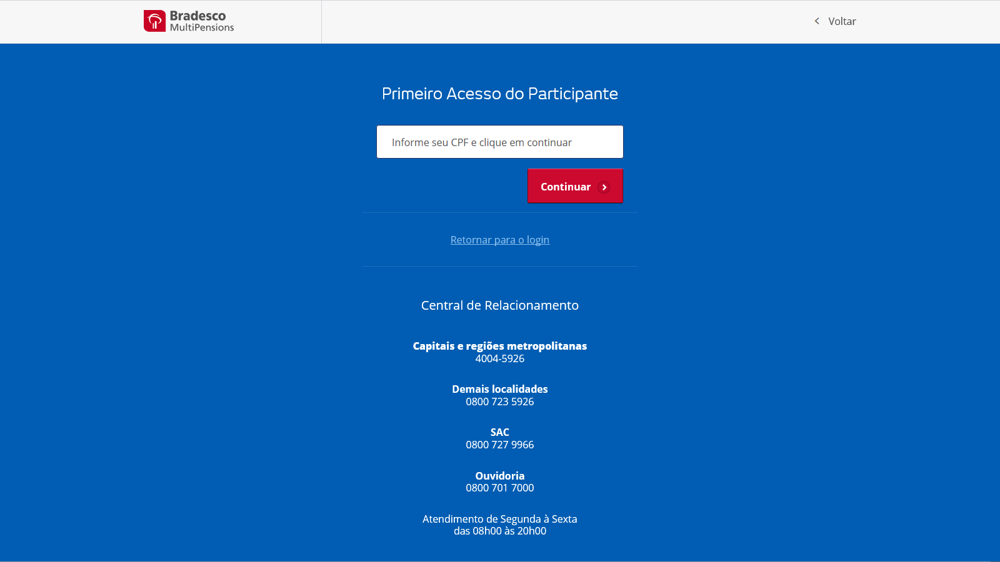 Bradesco
MultiPensions
Voltar
Primeiro Acesso do Participante
Informe seu CPF e clique em continuar
Continuar
Retornar para o login
Central de Relacionamento
Capitais e regiões metropolitanas
4004-5926
Demais localidades
0800 723 5926
SAC
0800 727 9966
Ouvidoria
0800 701 7000
Atendimento de Segunda à Sexta
das 08h00 às 20h00